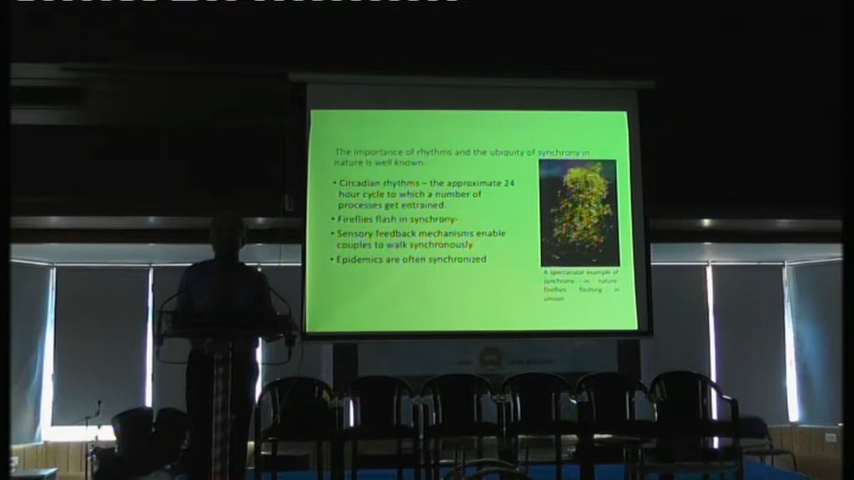 The importance of rhythms and the ubiquity of synchrony in
nature is well known.
• Circadian rhythms – the approximate 24
hour cycle to which a number of
processes get entrained
• Fireflies flash in synchrony-
• Sensory feedback mechanisms enable
couples to walk synchronously
• Epidemics are often synchronized
A spectacular example of
synchrony in nature:
fireflies flashing in
unison